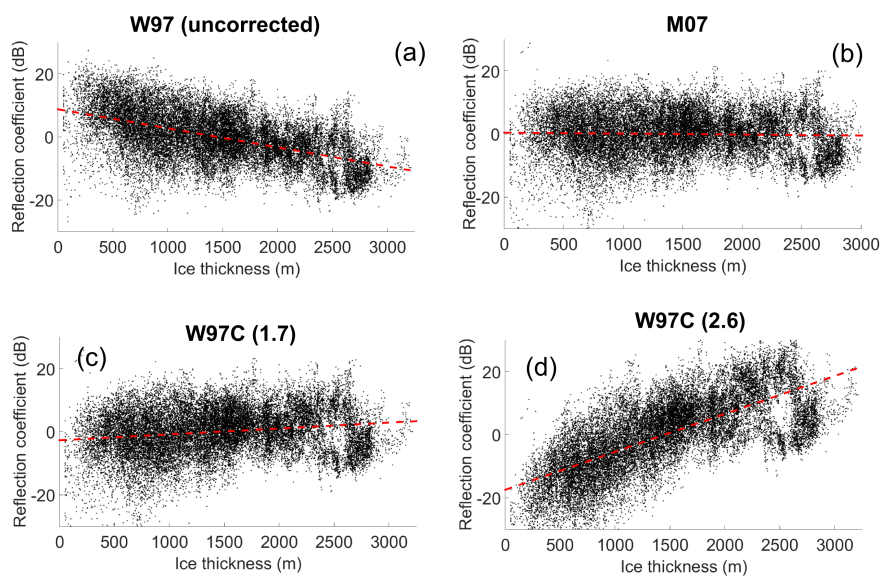 W97 (uncorrected)
(a)
Reflection coefficient (dB)
20
0
-20
0 500 1000 1500 2000 2500 3000
Ice thickness (m)
M07
(b)
Reflection coefficient (dB)
20
0
-20
0 500 1000 1500 2000 2500 3000
Ice thickness (m)
W97C (1.7)
(c)
Reflection coefficient (dB)
20
0
-20
0 500 1000 1500 2000 2500 3000
Ice thickness (m)
W97C (2.6)
(d)
Reflection coefficient (dB)
20
0
-20
0 500 1000 1500 2000 2500 3000
Ice thickness (m)